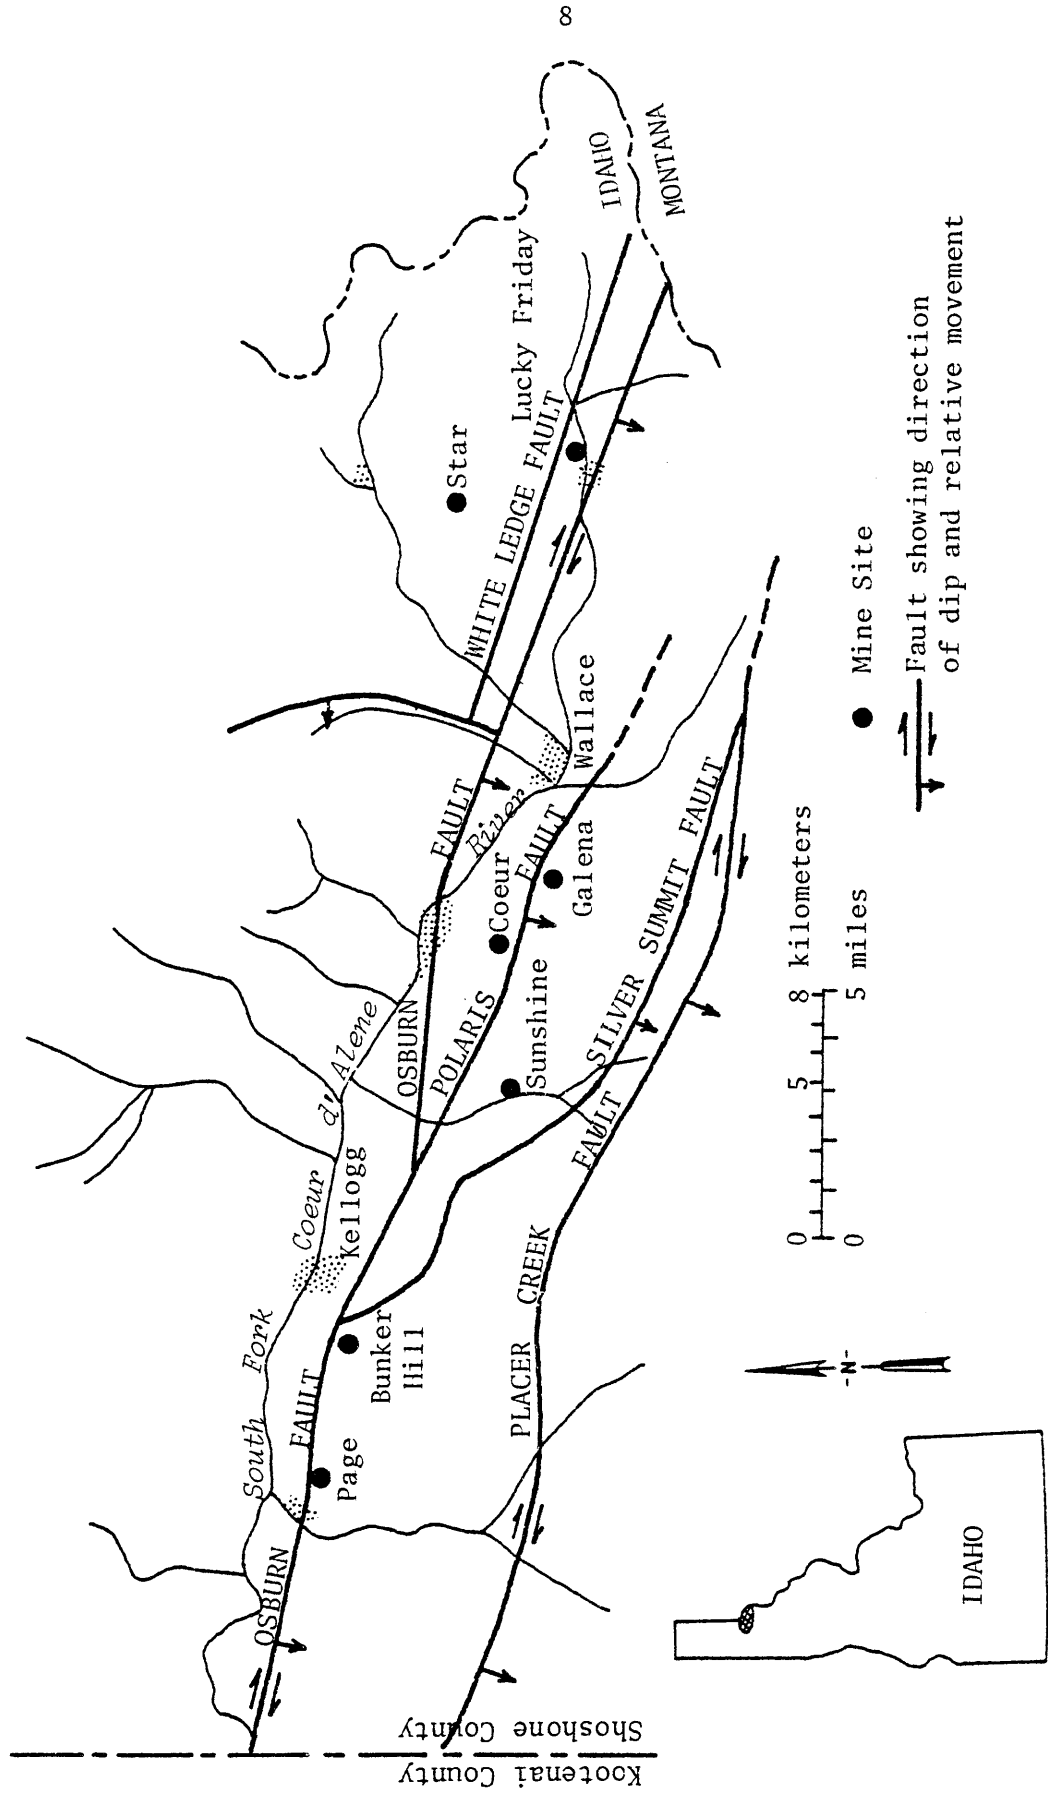 8
IDAHO
MONTANA
Lucky Friday
Star
WHITE LEDGE FAULT
Wallace
OSBURN FAULT
South Fork Coeur d' Alene River
Coeur
Galena
POLARIS FAULT
Sunshine
SILVER SUMMIT FAULT
Kellogg
Bunker
Hill
Page
OSBURN FAULT
PLACER CREEK FAULT
Kootenai County
Shoshone County
Mine Site
Fault showing direction
of dip and relative movement
0 5 8 kilometers
0 5 miles
-N-
IDAHO